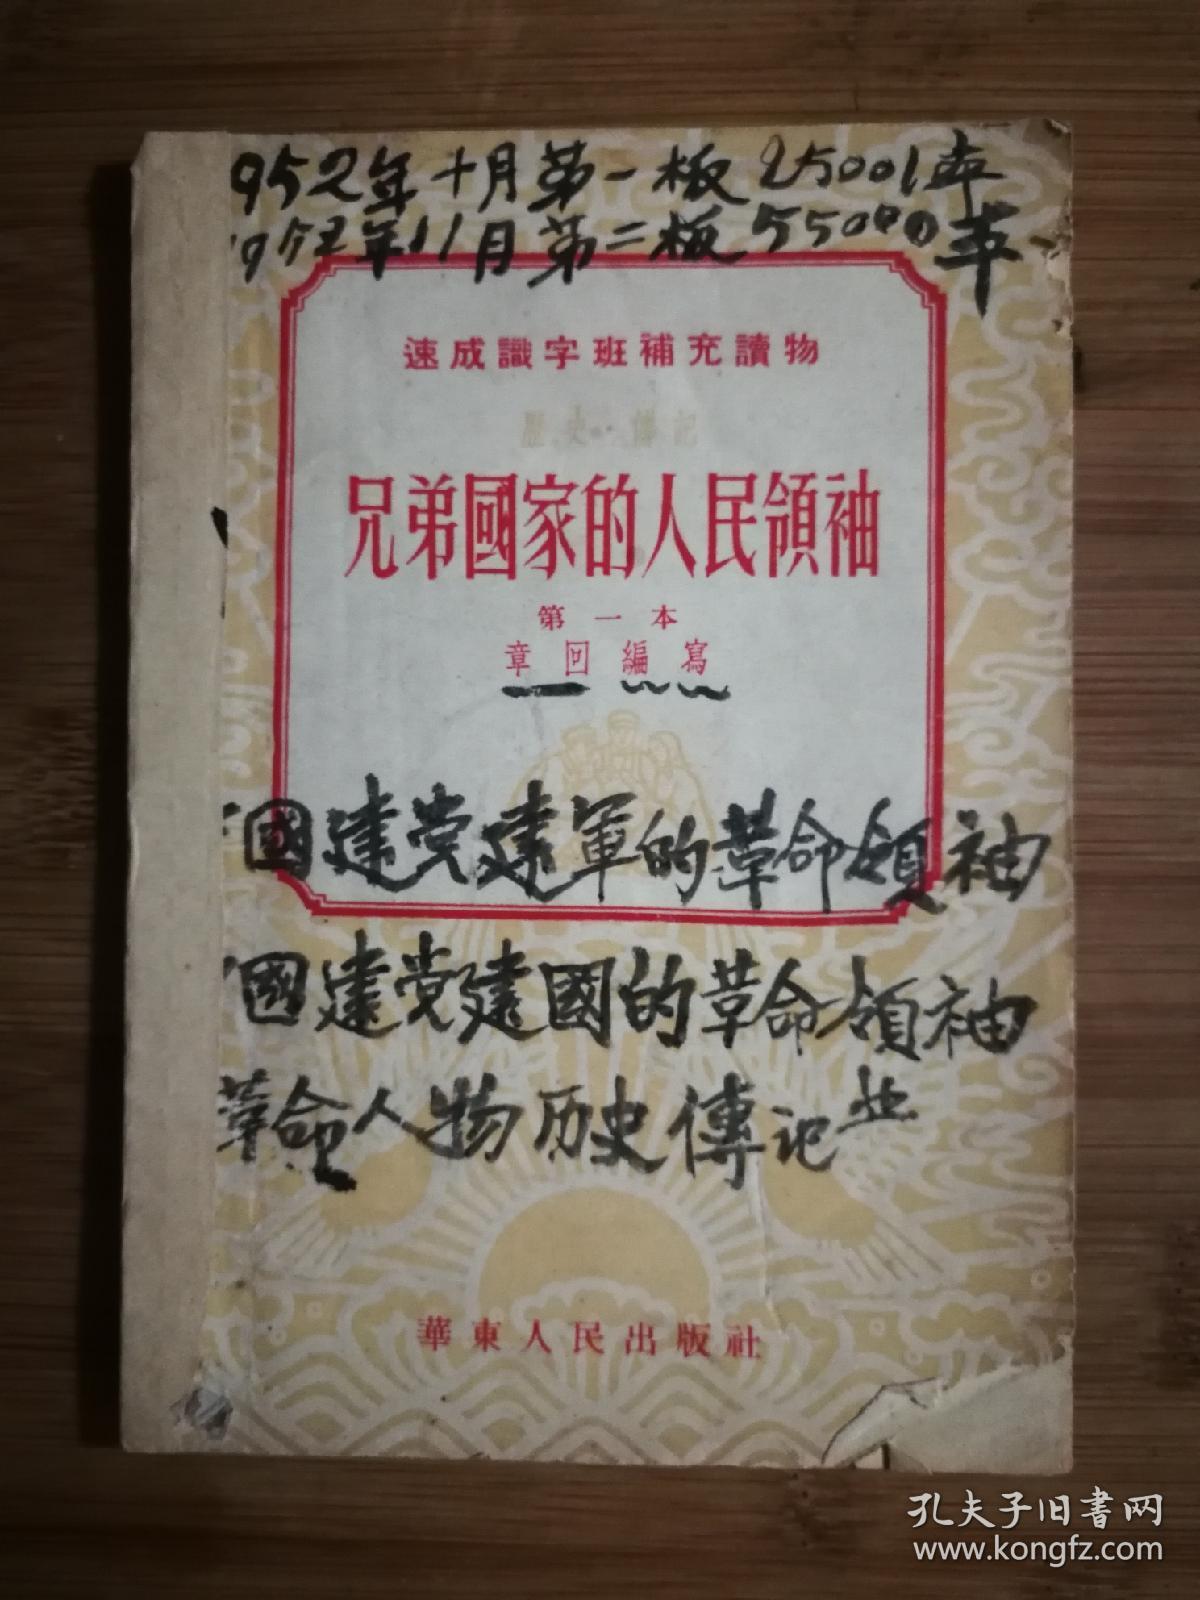 952年十月第一板25001本
1952年11月第二板55000本
速成識字班補充讀物
歷史·傳記
兄弟國家的人民領袖
第一本
章回編寫
國建党建軍的革命領袖
國建党建國的革命領袖
革命人物历史傳记
華東人民出版社
孔夫子旧书网
www.kongfz.com